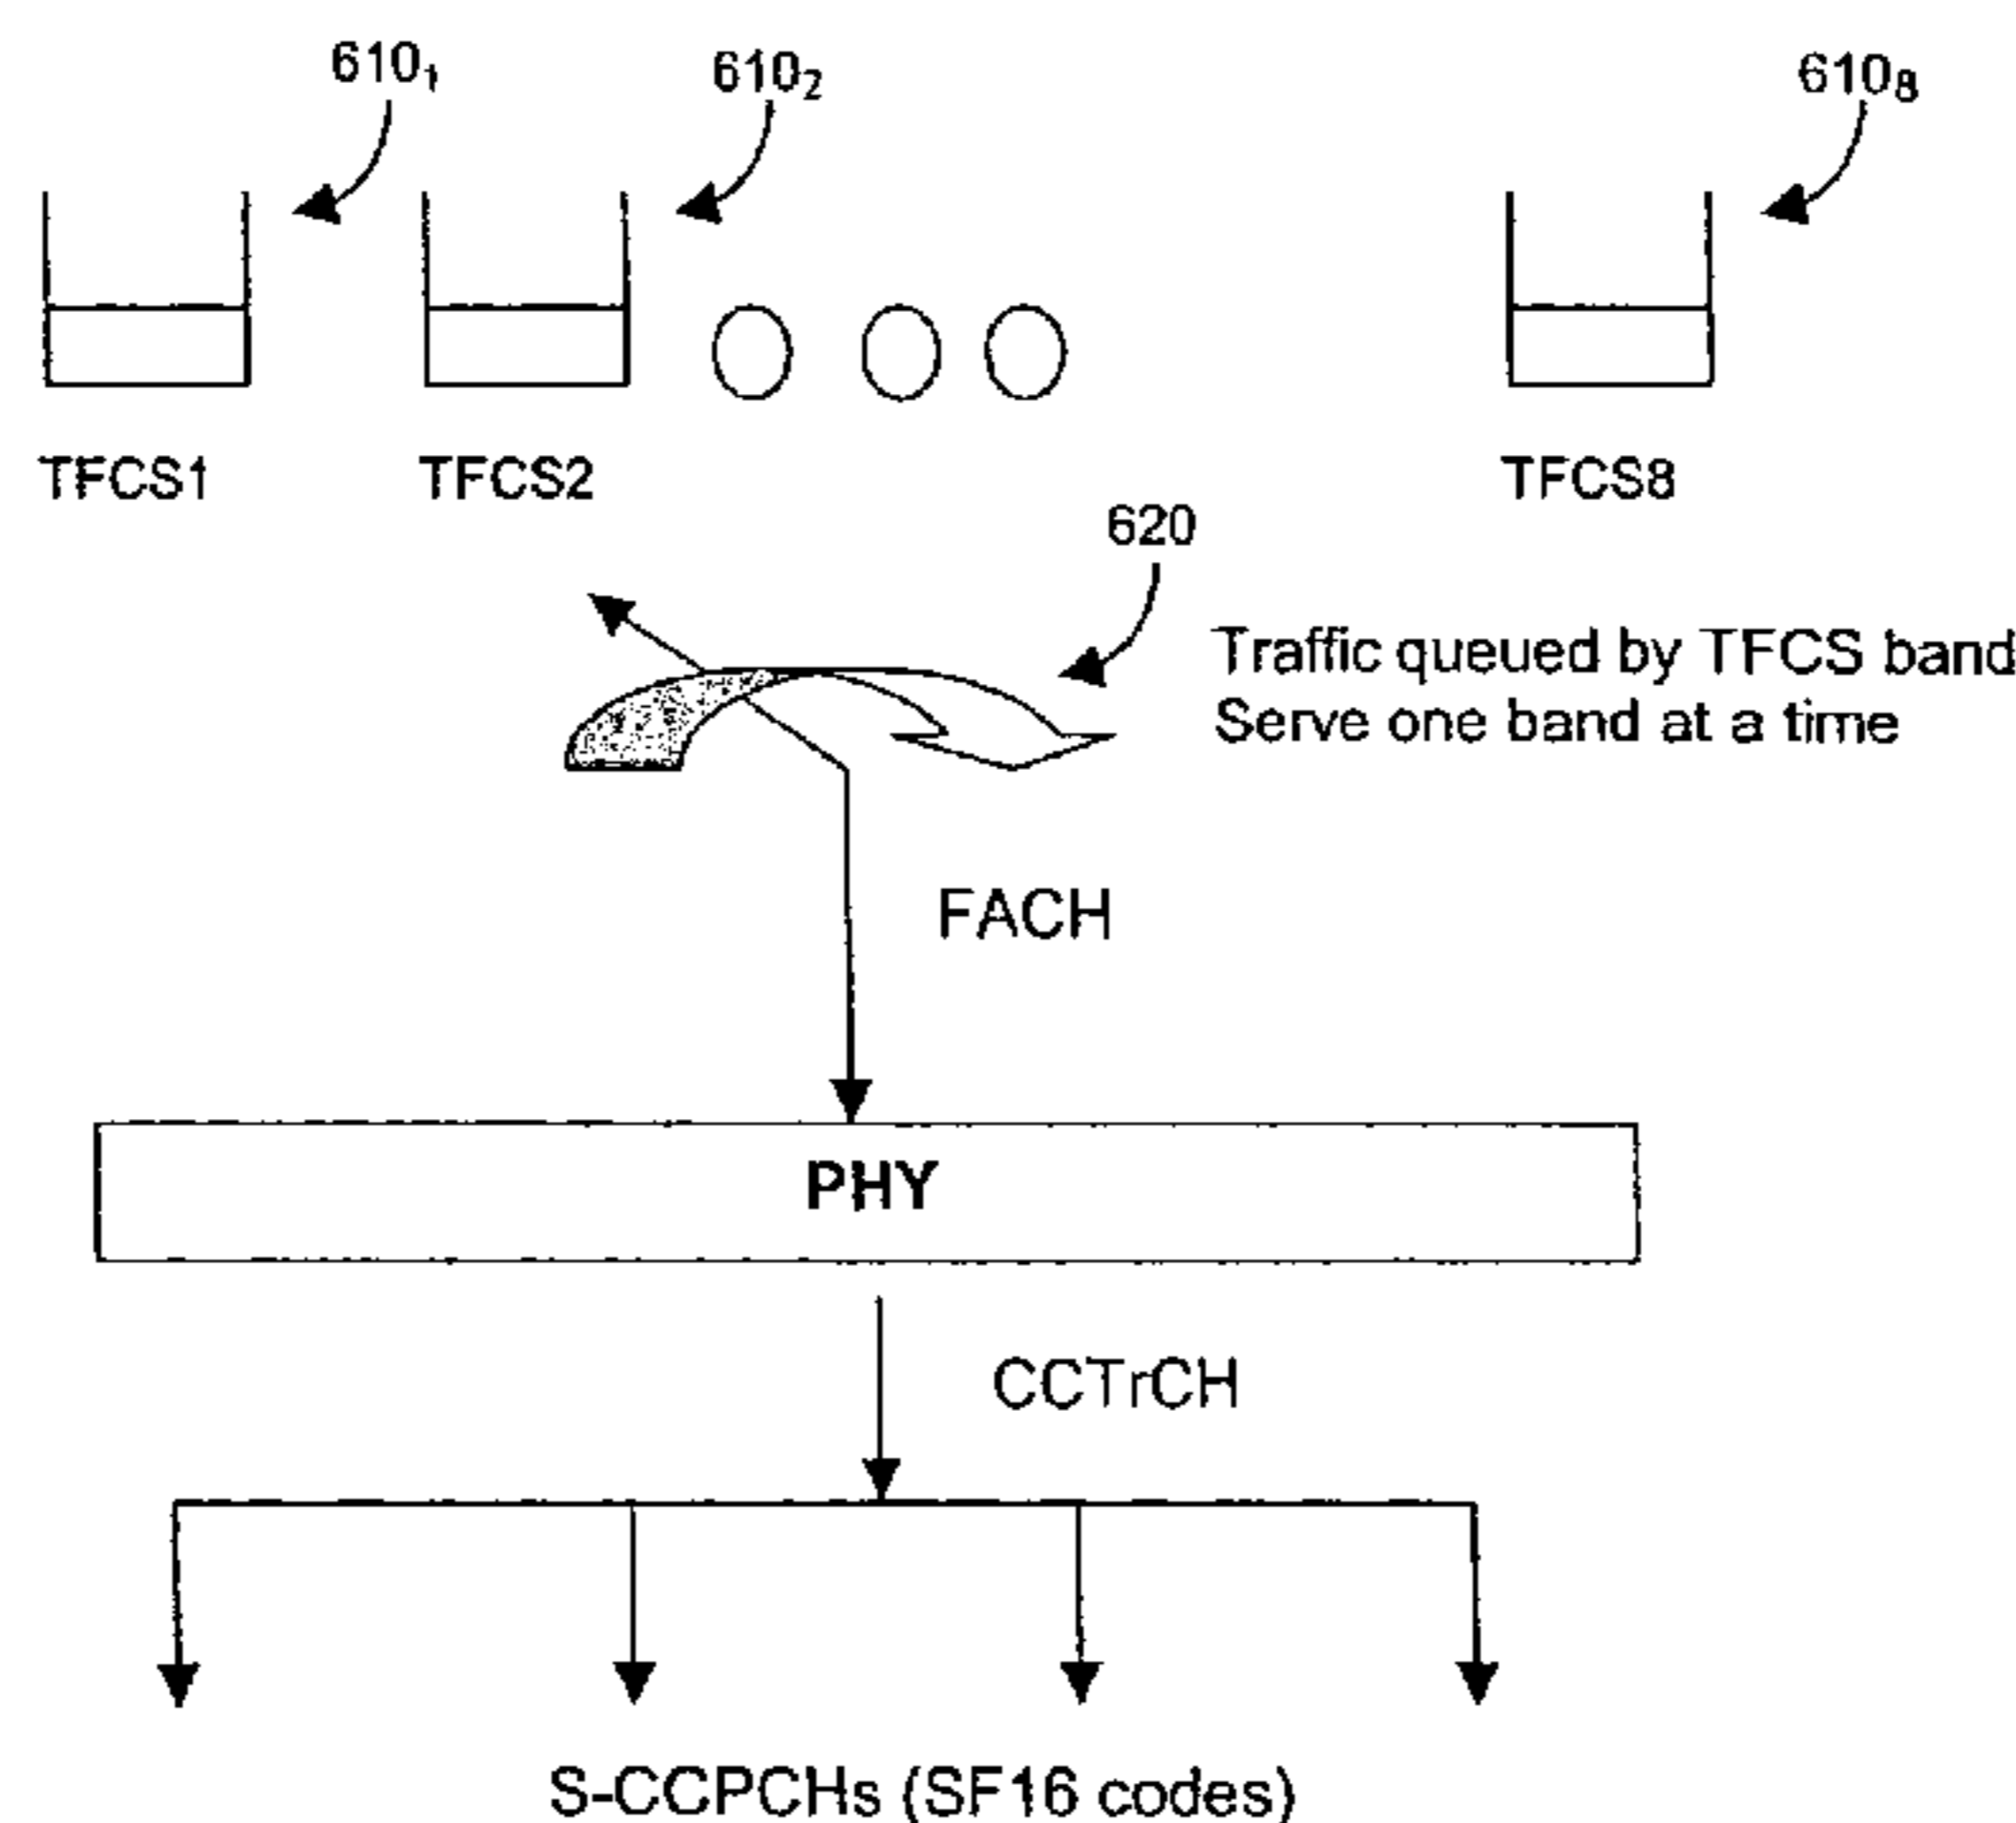 610₁
610₂
610₈
TFCS1
TFCS2
TFCS8
620
Traffic queued by TFCS band
Serve one band at a time
FACH
PHY
CCTrCH
S-CCPCHs (SF16 codes)